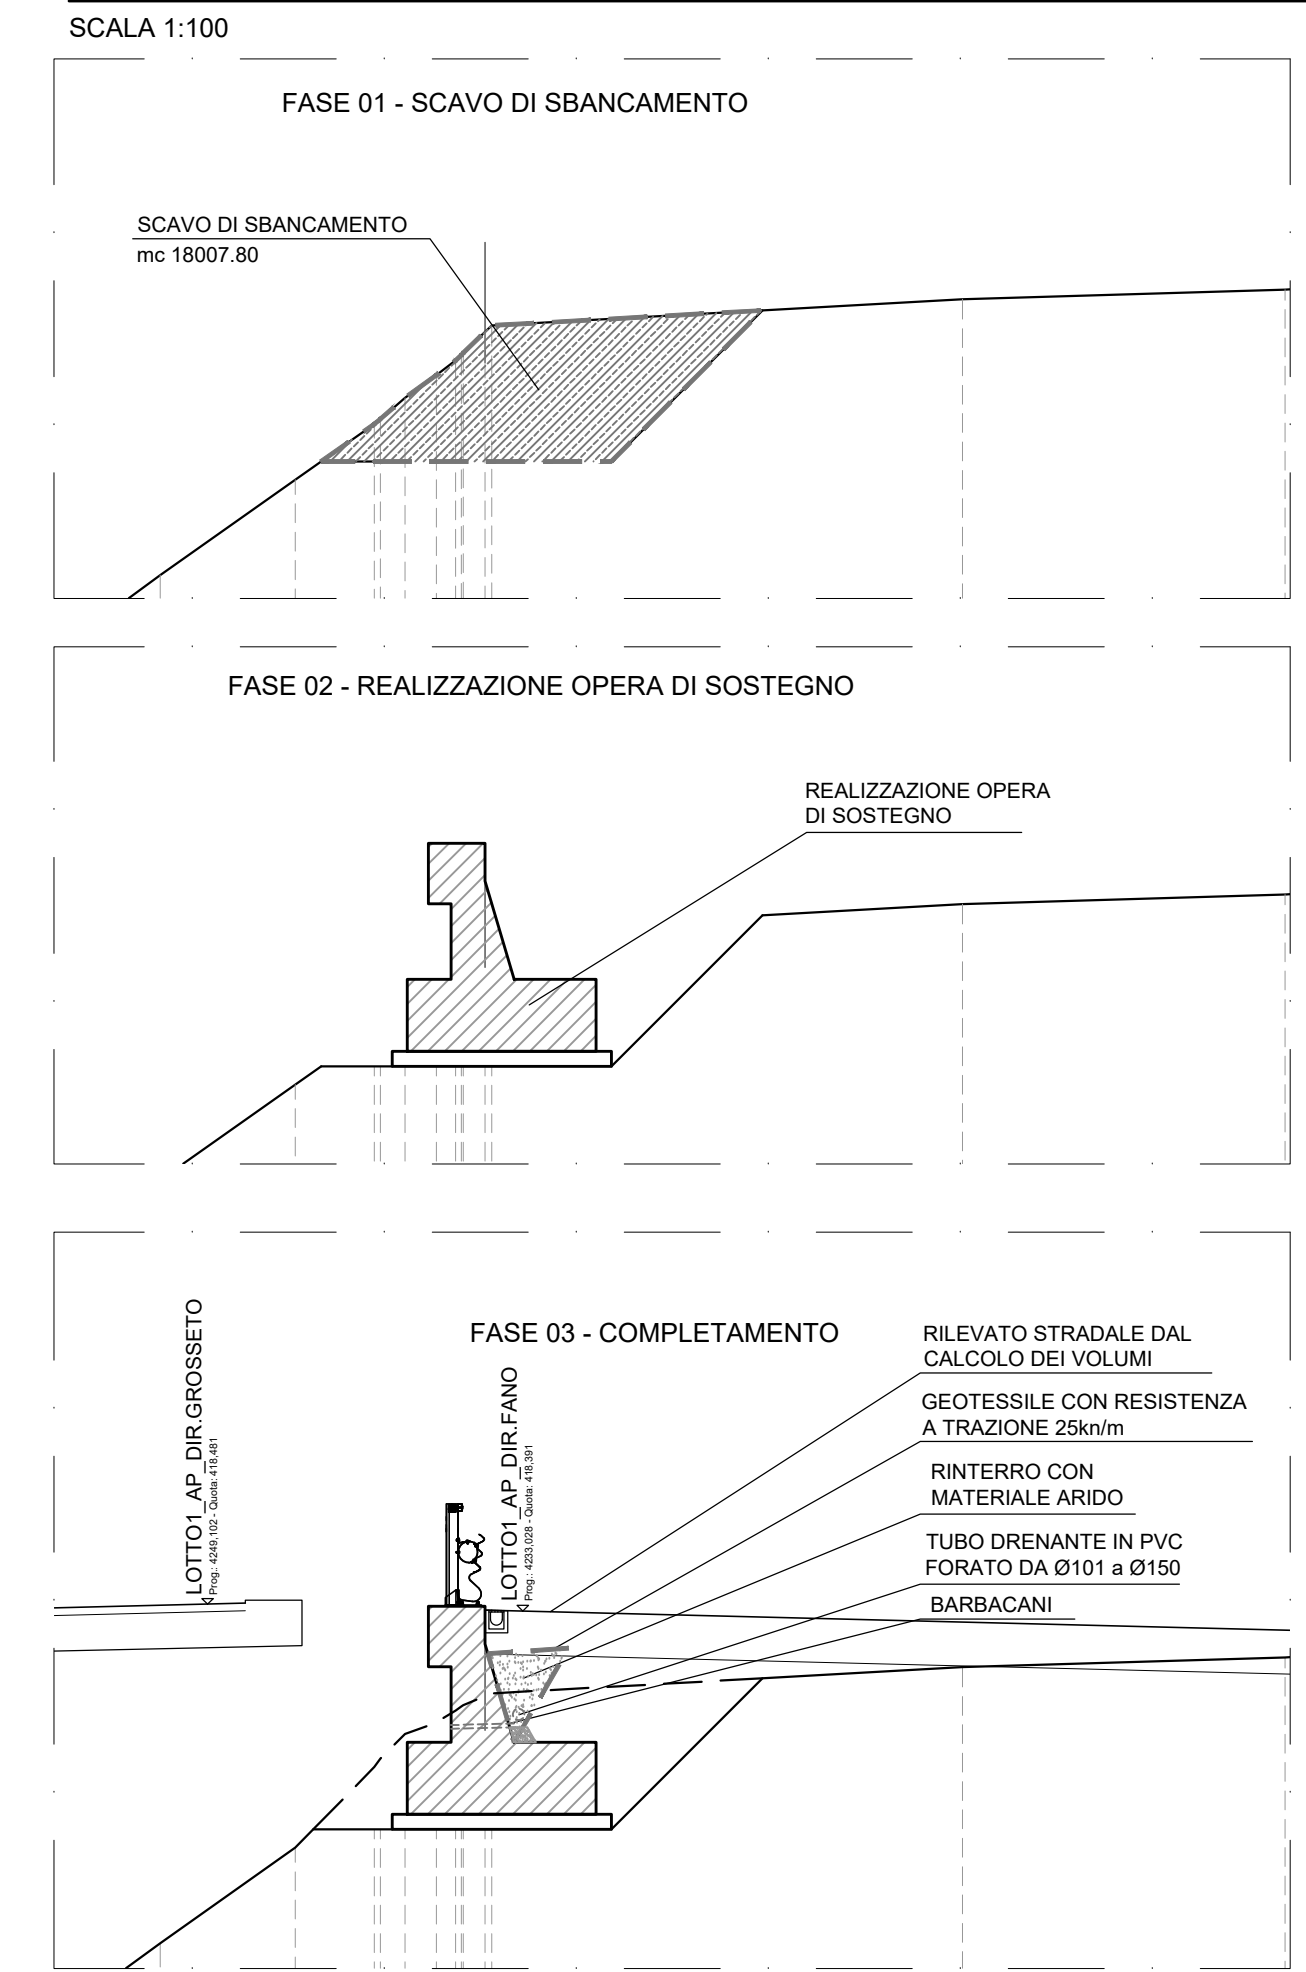 SCALA 1:100
FASE 01 - SCAVO DI SBANCAMENTO
SCAVO DI SBANCAMENTO
mc 18007.80
FASE 02 - REALIZZAZIONE OPERA DI SOSTEGNO
REALIZZAZIONE OPERA
DI SOSTEGNO
FASE 03 - COMPLETAMENTO
LOTTO1_AP_DIR.GROSSETO
Prog.: 4249,102 - Quota: 418,481
LOTTO1_AP_DIR.FANO
Prog.: 4233,028 - Quota: 418,391
RILEVATO STRADALE DAL
CALCOLO DEI VOLUMI
GEOTESSILE CON RESISTENZA
A TRAZIONE 25kn/m
RINTERRO CON
MATERIALE ARIDO
TUBO DRENANTE IN PVC
FORATO DA Ø101 a Ø150
BARBACANI